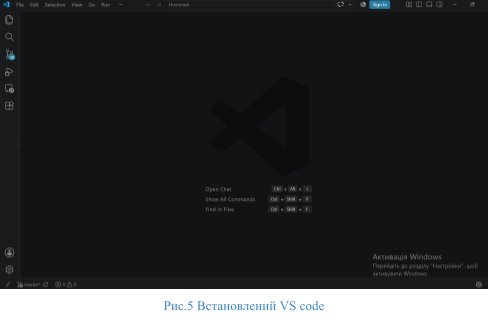 File Edit Selection View Go Run ···
Hometask
Sign In
Open Chat Ctrl + Alt + I
Show All Commands Ctrl + Shift + P
Find in Files Ctrl + Shift + F
Активація Windows
Перейдіть до розділу "Настройки", щоб
активувати Windows.
master* 0 0
Рис.5 Встановлений VS code